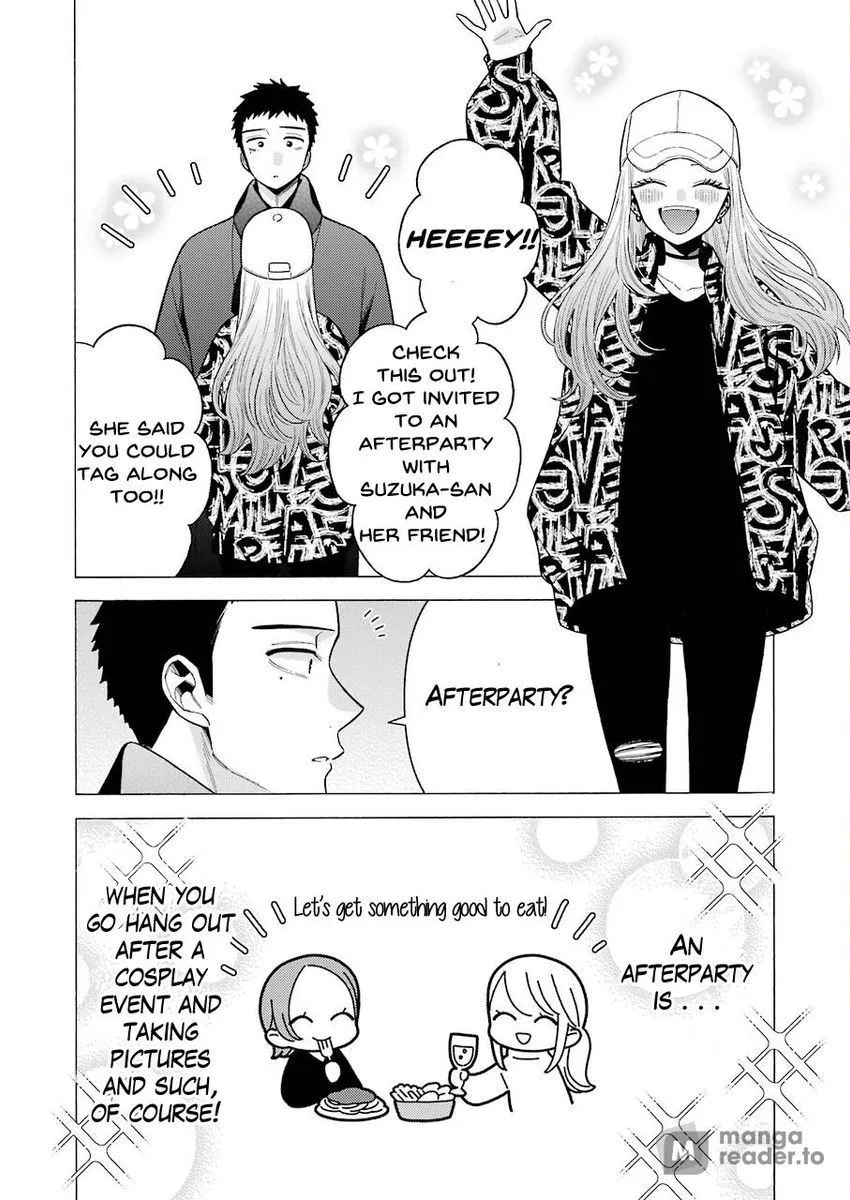 HEEEEY!!
CHECK
THIS OUT!
I GOT INVITED
TO AN
AFTERPARTY
WITH
SUZUKA-SAN
AND
HER FRIEND!
SHE SAID
YOU COULD
TAG ALONG
TOO!!
AFTERPARTY?
AN
AFTERPARTY
IS . . .
Let's get something good to eat!
WHEN YOU
GO HANG OUT
AFTER A
COSPLAY
EVENT AND
TAKING
PICTURES
AND SUCH,
OF COURSE!
M manga
reader.to